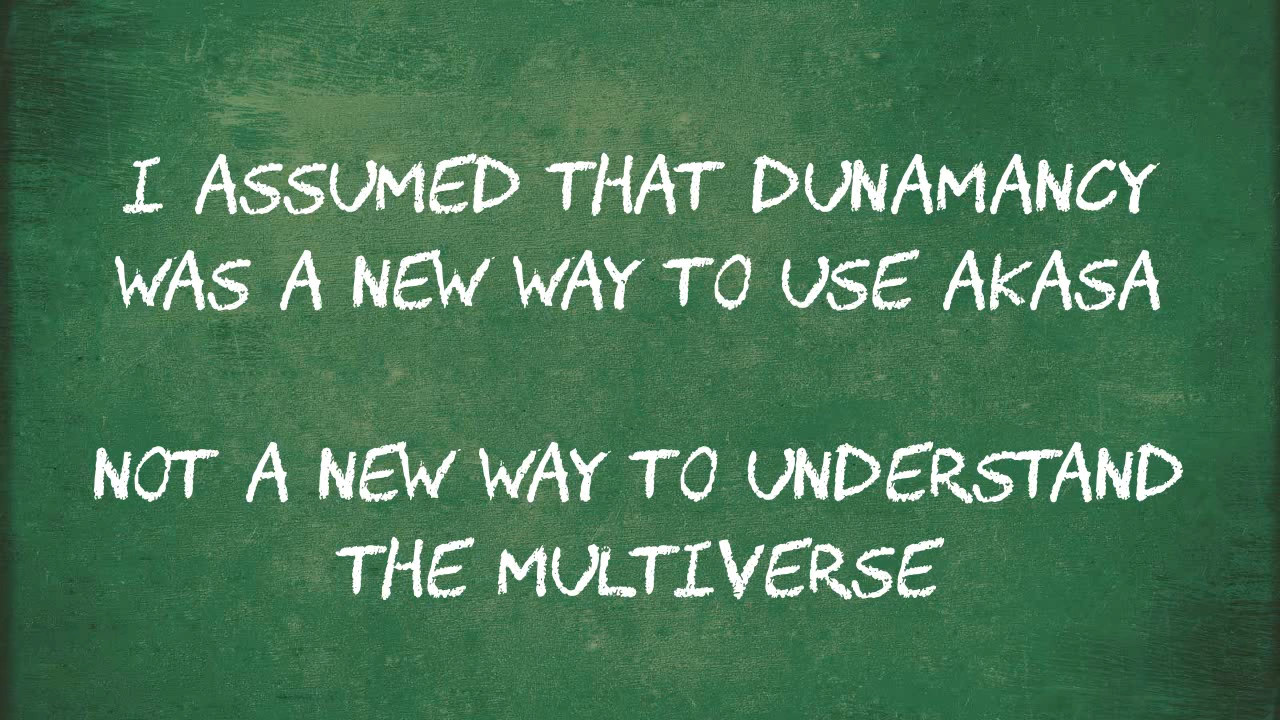 I ASSUMED THAT DUNAMANCY
WAS A NEW WAY TO USE AKASA
NOT A NEW WAY TO UNDERSTAND
THE MULTIVERSE